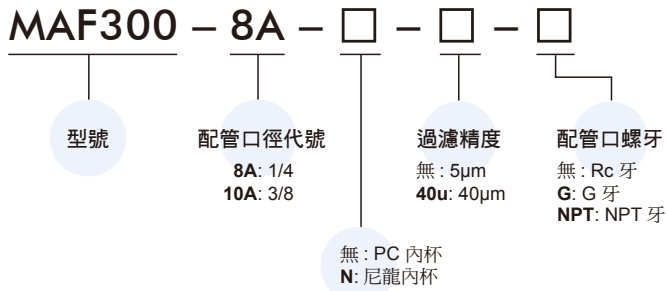 MAF300 – 8A – □ – □ – □
型號
配管口徑代號
8A: 1/4
10A: 3/8
過濾精度
無 : 5μm
40u: 40μm
配管口螺牙
無 : Rc 牙
G: G 牙
NPT: NPT 牙
無 : PC 內杯
N: 尼龍內杯